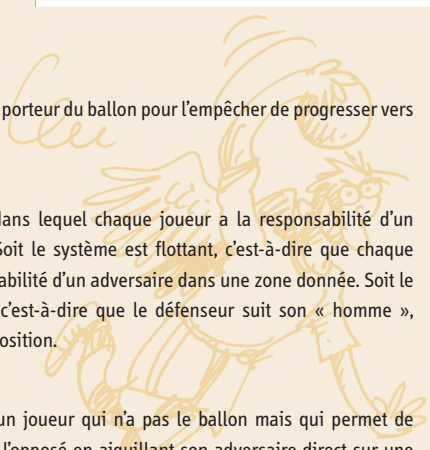 porteur du ballon pour l'empêcher de progresser vers
dans lequel chaque joueur a la responsabilité d'un
Soit le système est flottant, c'est-à-dire que chaque
abilité d'un adversaire dans une zone donnée. Soit le
c'est-à-dire que le défenseur suit son « homme »,
osition.
un joueur qui n'a pas le ballon mais qui permet de
l'opposé en aiguillant son adversaire direct sur une